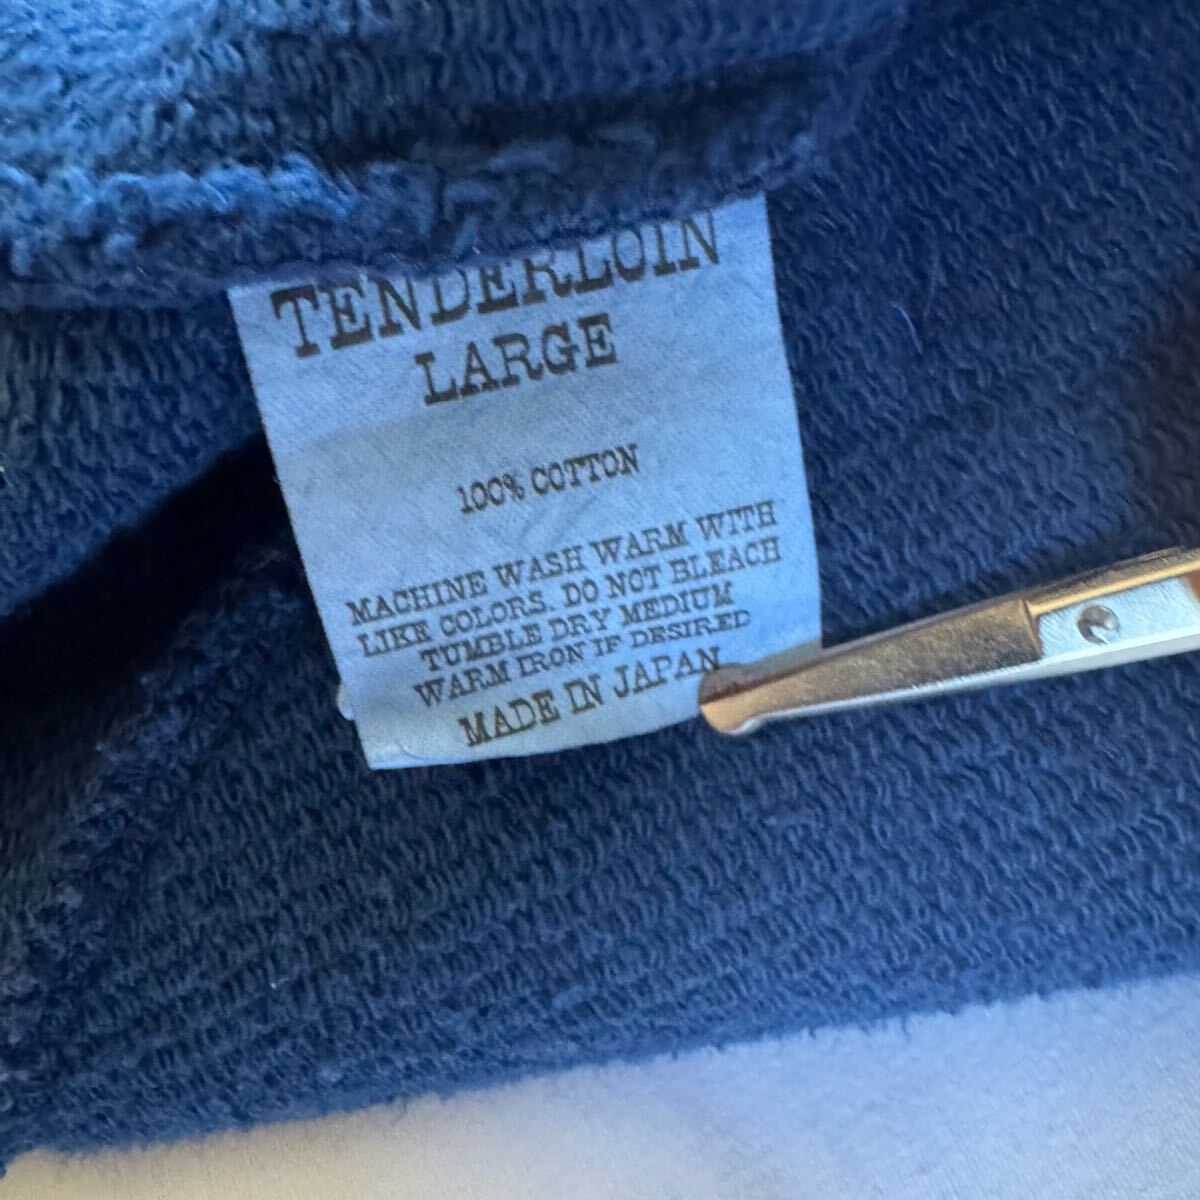 TENDERLOIN
LARGE
100% COTTON
MACHINE WASH WARM WITH
LIKE COLORS. DO NOT BLEACH
TUMBLE DRY MEDIUM
WARM IRON IF DESIRED
MADE IN JAPAN